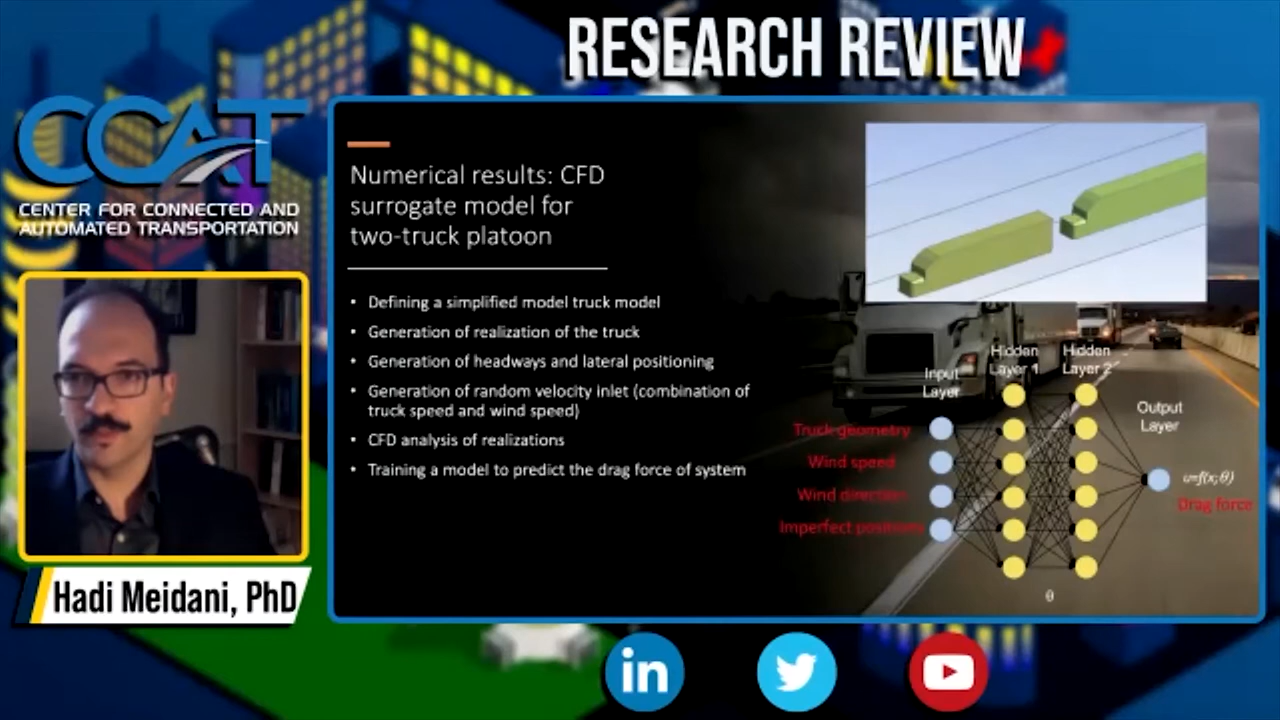 RESEARCH REVIEW
CCAT
CENTER FOR CONNECTED AND
AUTOMATED TRANSPORTATION
Hadi Meidani, PhD
Numerical results: CFD
surrogate model for
two-truck platoon
• Defining a simplified model truck model
• Generation of realization of the truck
• Generation of headways and lateral positioning
• Generation of random velocity inlet (combination of
truck speed and wind speed)
• CFD analysis of realizations
• Training a model to predict the drag force of system
Input
Layer
Hidden
Layer 1
Hidden
Layer 2
Output
Layer
Truck geometry
Wind speed
Wind direction
Imperfect positions
u=f(x;θ)
Drag force
θ
in